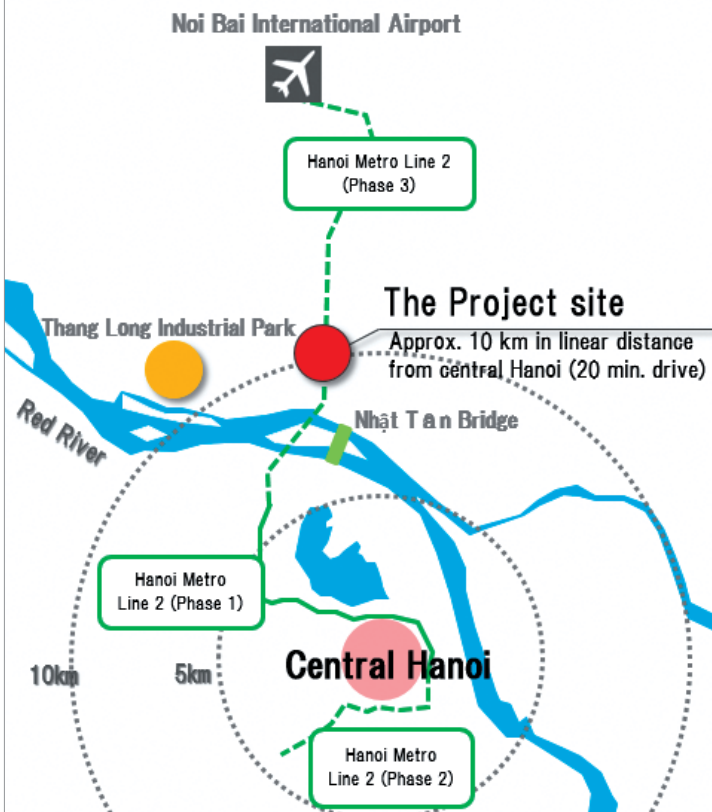 Noi Bai International Airport
Hanoi Metro Line 2
(Phase 3)
The Project site
Thang Long Industrial Park
Approx. 10 km in linear distance
from central Hanoi (20 min. drive)
Red River
Nhật Tân Bridge
Hanoi Metro
Line 2 (Phase 1)
Central Hanoi
10km
5km
Hanoi Metro
Line 2 (Phase 2)